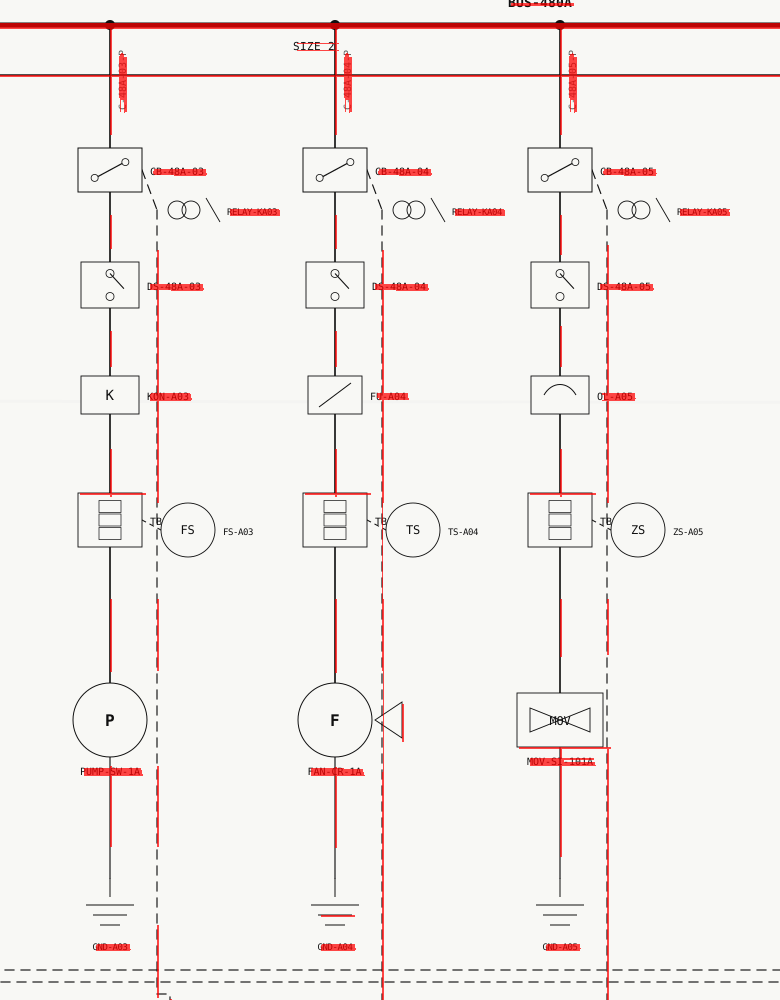 BUS-480A
SIZE 2
CB-48A-03
CB-48A-04
CB-48A-05
RELAY-KA03
RELAY-KA04
RELAY-KA05
DS-48A-03
DS-48A-04
DS-48A-05
K
KON-A03
FU-A04
OL-A05
TB
FS
FS-A03
TB
TS
TS-A04
TB
ZS
ZS-A05
P
F
MOV
PUMP-SW-1A
FAN-CR-1A
MOV-SI-101A
GND-A03
GND-A04
GND-A05